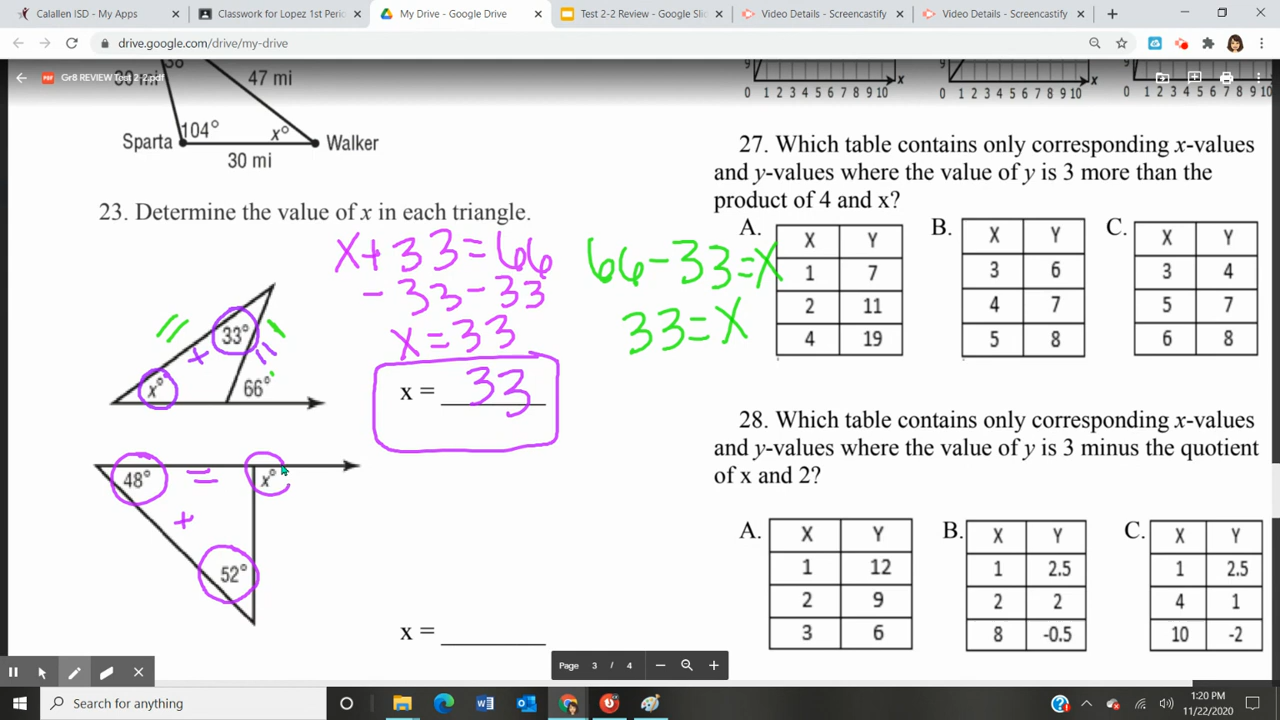 Calallen ISD - My Apps
Classwork for Lopez 1st Peri
My Drive - Google Drive
Test 2-2 Review - Google Slid
Video Details - Screencastify
Video Details - Screencastify
drive.google.com/drive/my-drive
Gr8 REVIEW Test 2-2.pdf
47 mi
Sparta
104°
x°
Walker
30 mi
23. Determine the value of x in each triangle.
x+33=66
-33-33
x=33
x = 33
66-33=x
33=x
33°
+
x°
66°
48°
=
x°
+
52°
x = ______
9
0 1 2 3 4 5 6 7 8 9 10
x
9
0 1 2 3 4 5 6 7 8 9 10
x
9
0 1 2 3 4 5 6 7 8 9 10
27. Which table contains only corresponding x-values
and y-values where the value of y is 3 more than the
product of 4 and x?
A.
X Y
1 7
2 11
4 19
B.
X Y
3 6
4 7
5 8
C.
X Y
3 4
5 7
6 8
28. Which table contains only corresponding x-values
and y-values where the value of y is 3 minus the quotient
of x and 2?
A.
X Y
1 12
2 9
3 6
B.
X Y
1 2.5
2 2
8 -0.5
C.
X Y
1 2.5
4 1
10 -2
Page 3 / 4
Type here to search
1:20 PM
11/22/2020